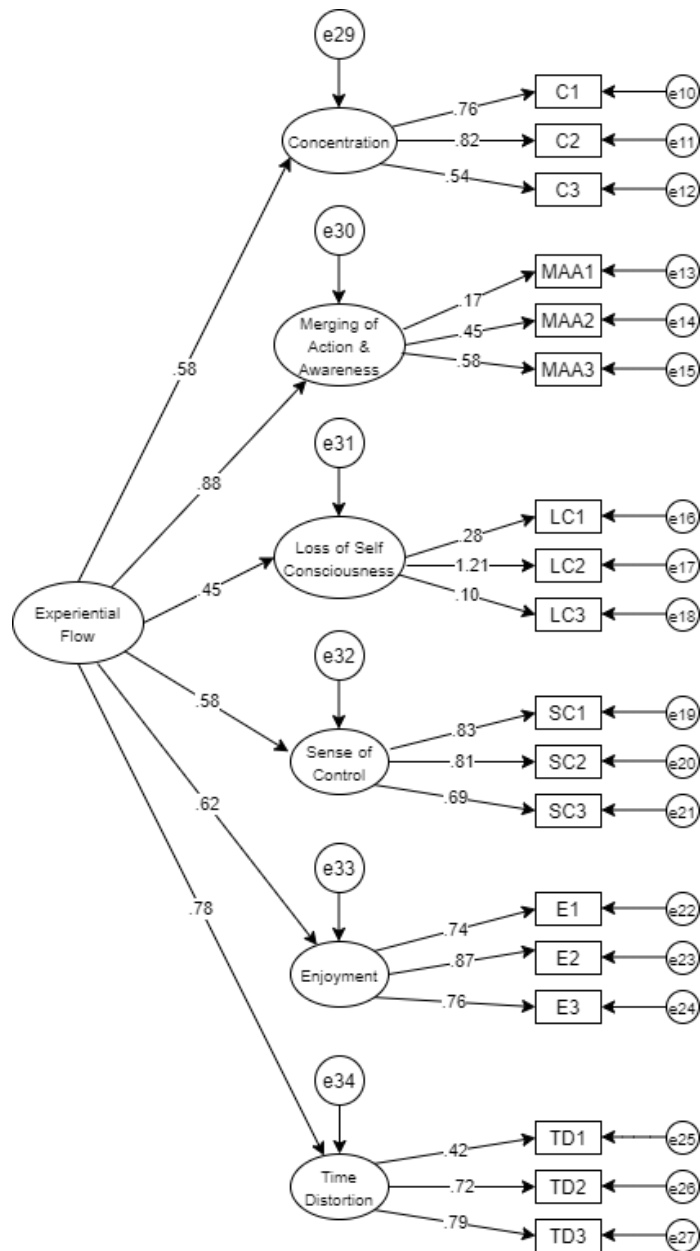 e29
C1
e10
.76
Concentration
.82
C2
e11
.54
C3
e12
e30
MAA1
e13
.17
Merging of
Action &
Awareness
.45
MAA2
e14
.58
MAA3
e15
.58
.88
e31
LC1
e16
.28
Loss of Self
Consciousness
1.21
LC2
e17
.10
LC3
e18
.45
Experiential
Flow
e32
.58
SC1
e19
.83
Sense of
Control
.81
SC2
e20
.69
SC3
e21
.62
e33
E1
e22
.74
Enjoyment
.87
E2
e23
.76
E3
e24
.78
e34
TD1
e25
.42
Time
Distortion
.72
TD2
e26
.79
TD3
e27